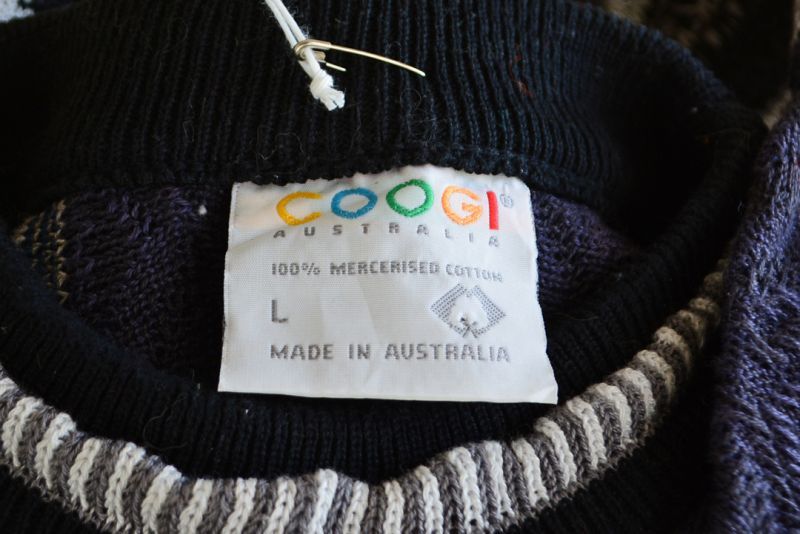 COOGI®
AUSTRALIA
100% MERCERISED COTTON
L
MADE IN AUSTRALIA